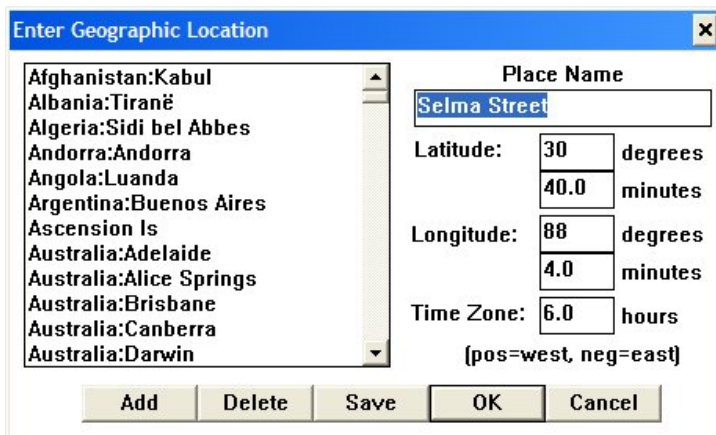 Enter Geographic Location
Afghanistan:Kabul
Albania:Tiranë
Algeria:Sidi bel Abbes
Andorra:Andorra
Angola:Luanda
Argentina:Buenos Aires
Ascension Is
Australia:Adelaide
Australia:Alice Springs
Australia:Brisbane
Australia:Canberra
Australia:Darwin
Place Name
Selma Street
Latitude: 30 degrees
40.0 minutes
Longitude: 88 degrees
4.0 minutes
Time Zone: 6.0 hours
(pos=west, neg=east)
Add Delete Save OK Cancel